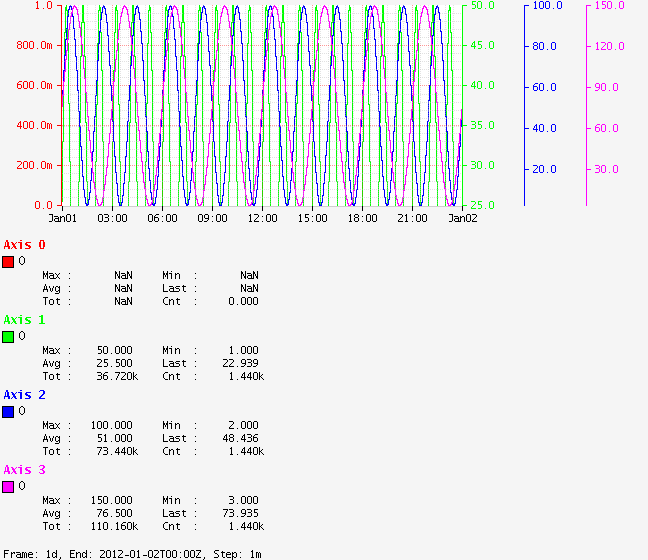 1.0 50.0 100.0 150.0
800.0m 45.0 80.0 120.0
600.0m 40.0 60.0 90.0
400.0m 35.0 40.0 60.0
200.0m 30.0 20.0 30.0
0.0 25.0
Jan01 03:00 06:00 09:00 12:00 15:00 18:00 21:00 Jan02
Axis 0
0
Max : NaN Min : NaN
Avg : NaN Last : NaN
Tot : NaN Cnt : 0.000
Axis 1
0
Max : 50.000 Min : 1.000
Avg : 25.500 Last : 22.939
Tot : 36.720k Cnt : 1.440k
Axis 2
0
Max : 100.000 Min : 2.000
Avg : 51.000 Last : 48.436
Tot : 73.440k Cnt : 1.440k
Axis 3
0
Max : 150.000 Min : 3.000
Avg : 76.500 Last : 73.935
Tot : 110.160k Cnt : 1.440k
Frame: 1d, End: 2012-01-02T00:00Z, Step: 1m